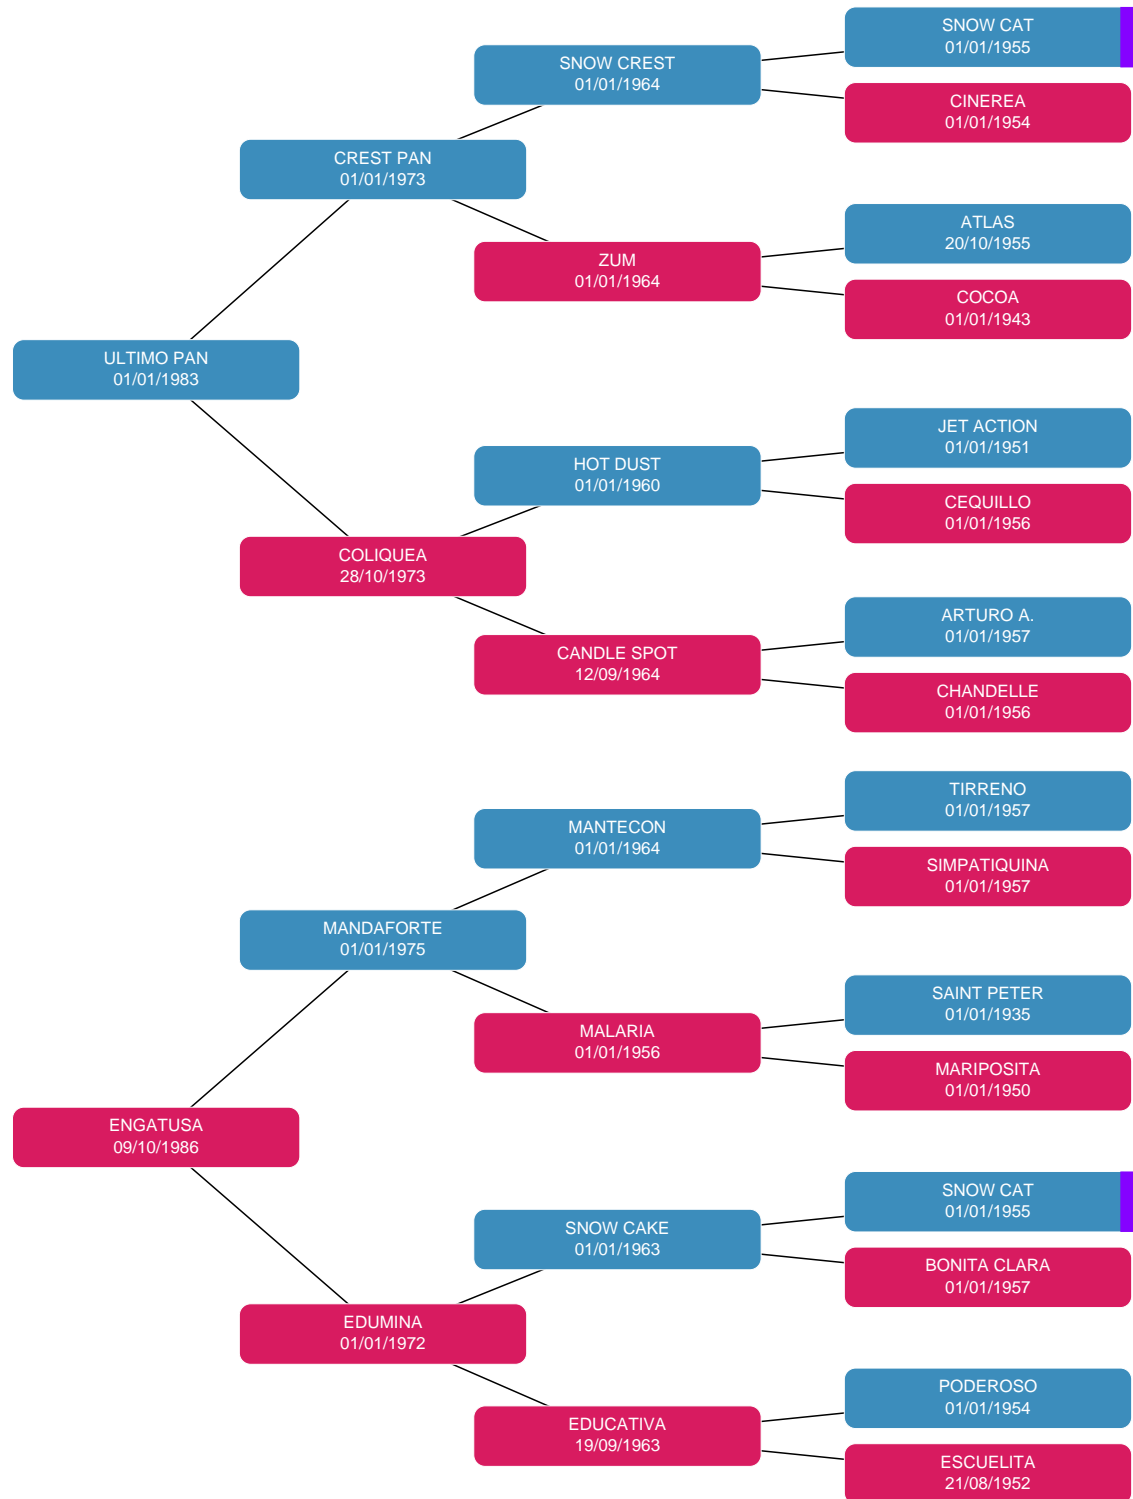 SNOW CAT
01/01/1955
SNOW CREST
01/01/1964
CINEREA
01/01/1954
CREST PAN
01/01/1973
ATLAS
20/10/1955
ZUM
01/01/1964
COCOA
01/01/1943
ULTIMO PAN
01/01/1983
JET ACTION
01/01/1951
HOT DUST
01/01/1960
CEQUILLO
01/01/1956
COLIQUEA
28/10/1973
ARTURO A.
01/01/1957
CANDLE SPOT
12/09/1964
CHANDELLE
01/01/1956
TIRRENO
01/01/1957
MANTECON
01/01/1964
SIMPATIQUINA
01/01/1957
MANDAFORTE
01/01/1975
SAINT PETER
01/01/1935
MALARIA
01/01/1956
MARIPOSITA
01/01/1950
ENGATUSA
09/10/1986
SNOW CAT
01/01/1955
SNOW CAKE
01/01/1963
BONITA CLARA
01/01/1957
EDUMINA
01/01/1972
PODEROSO
01/01/1954
EDUCATIVA
19/09/1963
ESCUELITA
21/08/1952